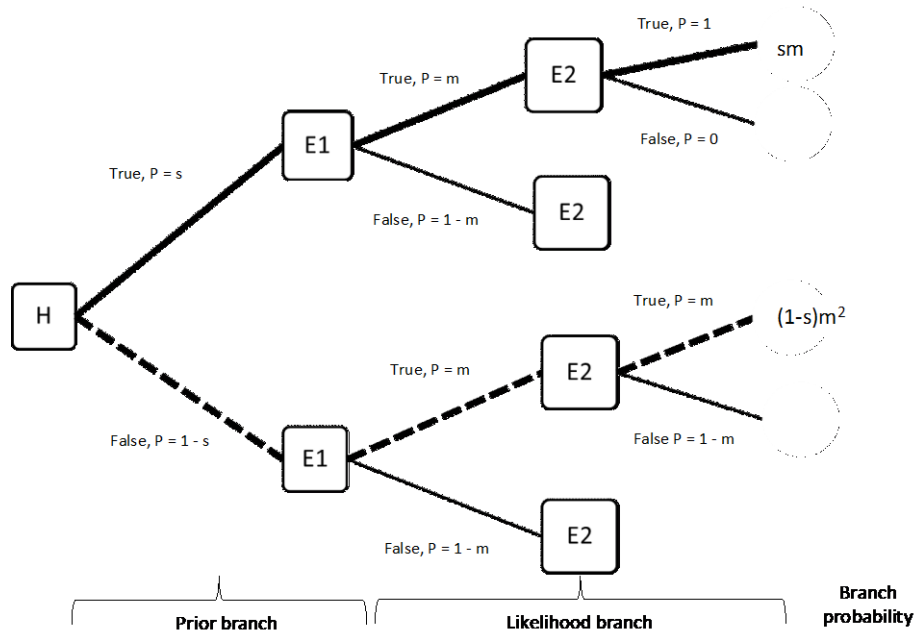 True, P = 1
sm
E2
True, P = m
False, P = 0
E1
True, P = s
E2
False, P = 1 - m
H
True, P = m
(1-s)m²
True, P = m
E2
False, P = 1 - s
False P = 1 - m
E1
E2
False, P = 1 - m
Prior branch
Likelihood branch
Branch
probability